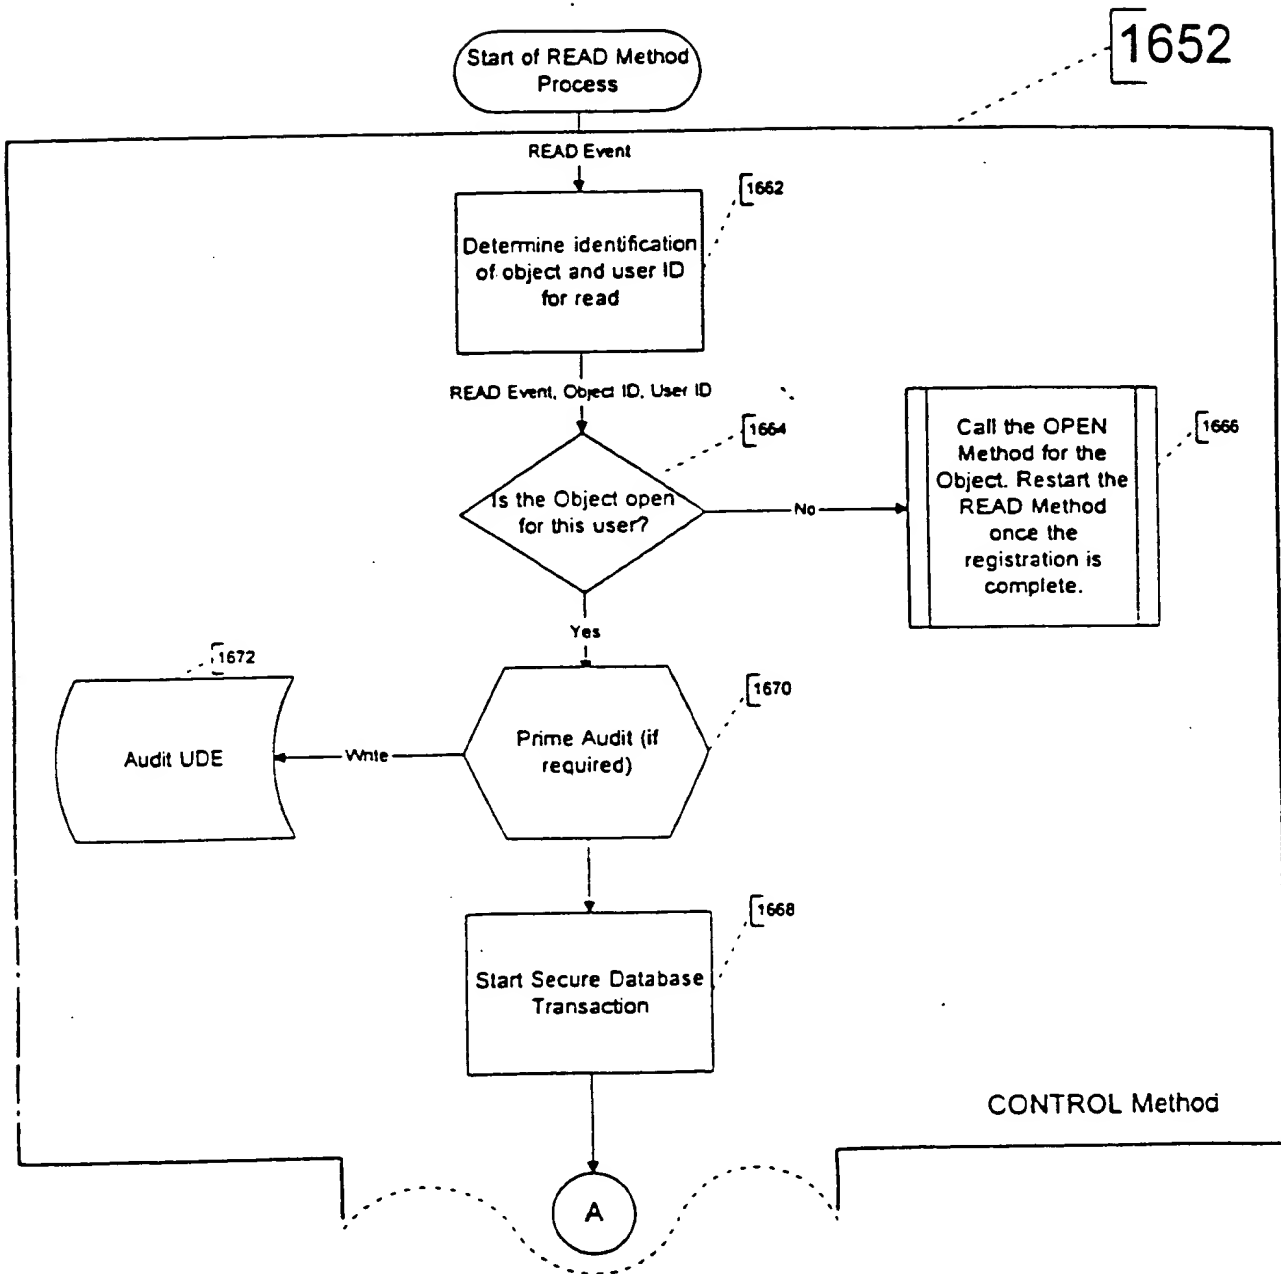 1652
Start of READ Method
Process
READ Event
1662
Determine identification
of object and user ID
for read
READ Event, Object ID, User ID
1664
Is the Object open
for this user?
No
Call the OPEN
Method for the
Object. Restart the
READ Method
once the
registration is
complete.
1666
Yes
1672
1670
Audit UDE
Write
Prime Audit (if
required)
1668
Start Secure Database
Transaction
CONTROL Method
A